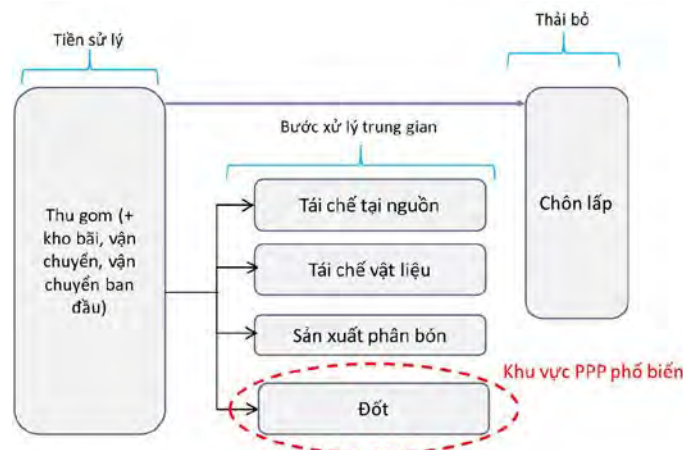 Tiền sử lý
Thải bỏ
Bước xử lý trung gian
Thu gom (+
kho bãi, vận
chuyển, vận
chuyển ban
đầu)
Tái chế tại nguồn
Tái chế vật liệu
Sản xuất phân bón
Đốt
Chôn lấp
Khu vực PPP phổ biến